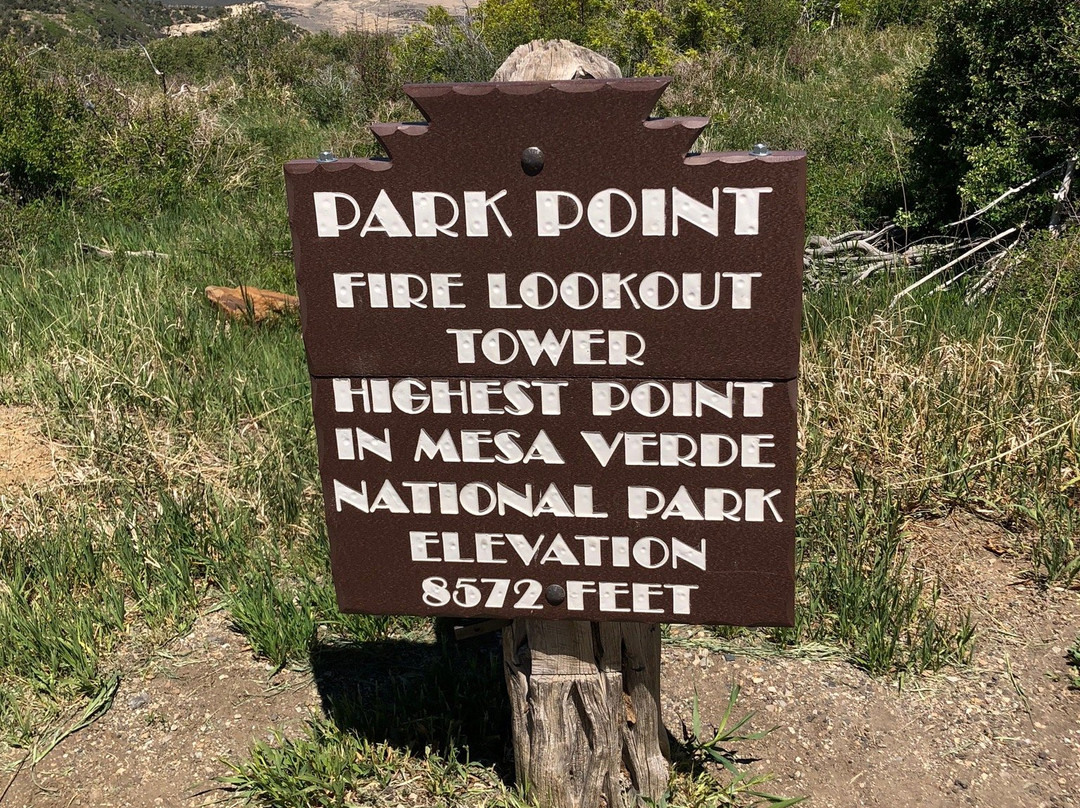 PARK POINT
FIRE LOOKOUT
TOWER
HIGHEST POINT
IN MESA VERDE
NATIONAL PARK
ELEVATION
8572 FEET